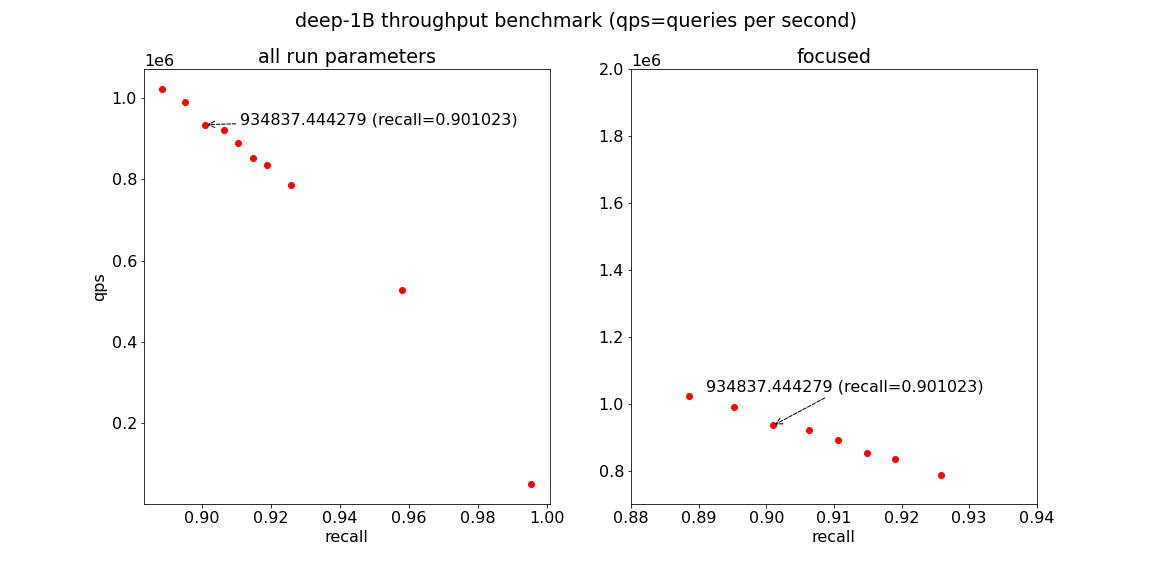 deep-1B throughput benchmark (qps=queries per second)
all run parameters
1e6
1.0
0.8
0.6
0.4
0.2
qps
934837.444279 (recall=0.901023)
0.90 0.92 0.94 0.96 0.98 1.00
recall
focused
1e6
2.0
1.8
1.6
1.4
1.2
1.0
0.8
934837.444279 (recall=0.901023)
0.88 0.89 0.90 0.91 0.92 0.93 0.94
recall